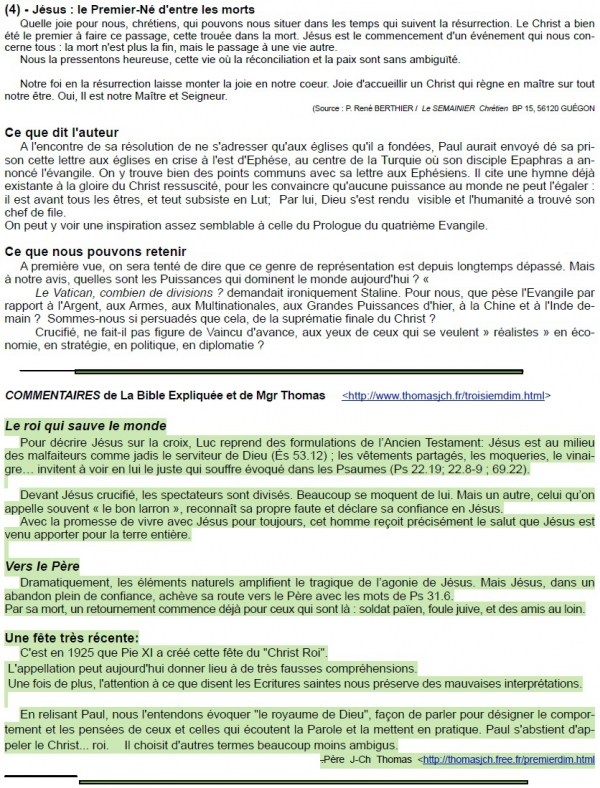 (4) - Jésus : le Premier-Né d'entre les morts
Quelle joie pour nous, chrétiens, qui pouvons nous situer dans les temps qui suivent la résurrection. Le Christ a bien
été le premier à faire ce passage, cette trouée dans la mort. Jésus est le commencement d'un événement qui nous con-
cerne tous : la mort n'est plus la fin, mais le passage à une vie autre.
Nous la pressentons heureuse, cette vie où la réconciliation et la paix sont sans ambiguïté.
Notre foi en la résurrection laisse monter la joie en notre coeur. Joie d'accueillir un Christ qui règne en maître sur tout
notre être. Oui, Il est notre Maître et Seigneur.
(Source : P. René BERTHIER / Le SEMAINIER Chrétien BP 15, 56120 GUÉGON
Ce que dit l'auteur
A l'encontre de sa résolution de ne s'adresser qu'aux églises qu'il a fondées, Paul aurait envoyé dé sa pri-
son cette lettre aux églises en crise à l'est d'Ephése, au centre de la Turquie où son disciple Epaphras a an-
noncé l'évangile. On y trouve bien des points communs avec sa lettre aux Ephésiens. Il cite une hymne déjà
existante à la gloire du Christ ressuscité, pour les convaincre qu'aucune puissance au monde ne peut l'égaler :
il est avant tous les êtres, et tout subsiste en Lut; Par lui, Dieu s'est rendu visible et l'humanité a trouvé son
chef de file.
On peut y voir une inspiration assez semblable à celle du Prologue du quatrième Evangile.
Ce que nous pouvons retenir
A première vue, on sera tenté de dire que ce genre de représentation est depuis longtemps dépassé. Mais
à notre avis, quelles sont les Puissances qui dominent le monde aujourd'hui ? «
Le Vatican, combien de divisions ? demandait ironiquement Staline. Pour nous, que pèse l'Evangile par
rapport à l'Argent, aux Armes, aux Multinationales, aux Grandes Puissances d'hier, à la Chine et à l'Inde de-
main ? Sommes-nous si persuadés que cela, de la suprématie finale du Christ ?
Crucifié, ne fait-il pas figure de Vaincu d'avance, aux yeux de ceux qui se veulent » réalistes » en éco-
nomie, en stratégie, en politique, en diplomatie ?
COMMENTAIRES de La Bible Expliquée et de Mgr Thomas <http://www.thomasjch.fr/troisiemdim.html>
Le roi qui sauve le monde
Pour décrire Jésus sur la croix, Luc reprend des formulations de l'Ancien Testament: Jésus est au milieu
des malfaiteurs comme jadis le serviteur de Dieu (És 53.12) ; les vêtements partagés, les moqueries, le vinai-
gre… invitent à voir en lui le juste qui souffre évoqué dans les Psaumes (Ps 22.19; 22.8-9 ; 69.22).
Devant Jésus crucifié, les spectateurs sont divisés. Beaucoup se moquent de lui. Mais un autre, celui qu'on
appelle souvent « le bon larron », reconnaît sa propre faute et déclare sa confiance en Jésus.
Avec la promesse de vivre avec Jésus pour toujours, cet homme reçoit précisément le salut que Jésus est
venu apporter pour la terre entière.
Vers le Père
Dramatiquement, les éléments naturels amplifient le tragique de l'agonie de Jésus. Mais Jésus, dans un
abandon plein de confiance, achève sa route vers le Père avec les mots de Ps 31.6.
Par sa mort, un retournement commence déjà pour ceux qui sont là : soldat païen, foule juive, et des amis au loin.
Une fête très récente:
C'est en 1925 que Pie XI a créé cette fête du "Christ Roi".
L'appellation peut aujourd'hui donner lieu à de très fausses compréhensions.
Une fois de plus, l'attention à ce que disent les Ecritures saintes nous préserve des mauvaises interprétations.
En relisant Paul, nous l'entendons évoquer "le royaume de Dieu", façon de parler pour désigner le compor-
tement et les pensées de ceux et celles qui écoutent la Parole et la mettent en pratique. Paul s'abstient d'ap-
peler le Christ... roi. Il choisit d'autres termes beaucoup moins ambigus.
-Père J-Ch Thomas <http://thomasjch.free.fr/premierdim.html